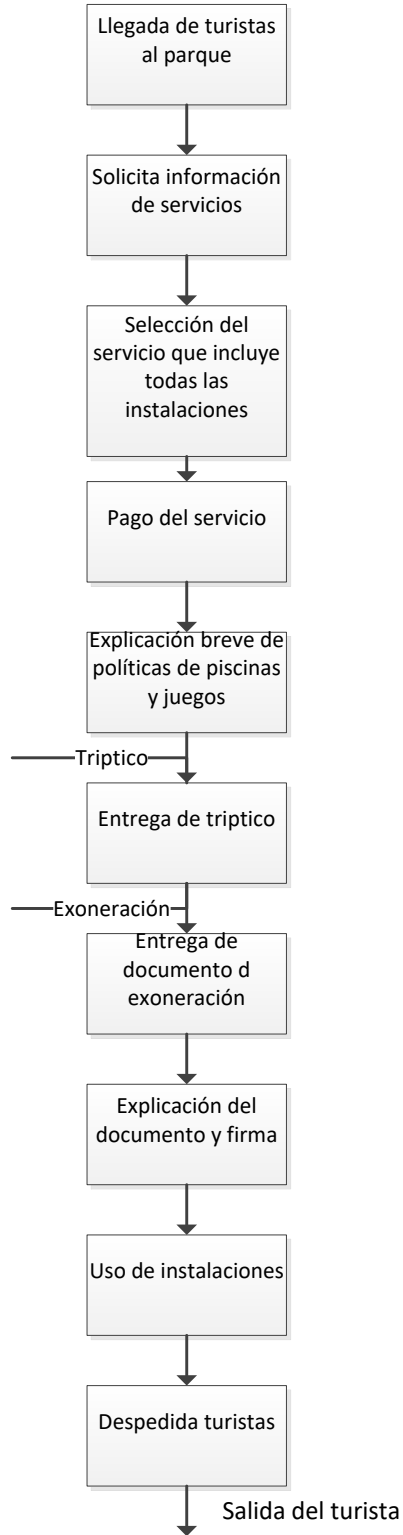 Llegada de turistas
al parque
Solicita información
de servicios
Selección del
servicio que incluye
todas las
instalaciones
Pago del servicio
Explicación breve de
políticas de piscinas
y juegos
Triptico
Entrega de triptico
Exoneración
Entrega de
documento d
exoneración
Explicación del
documento y firma
Uso de instalaciones
Despedida turistas
Salida del turista